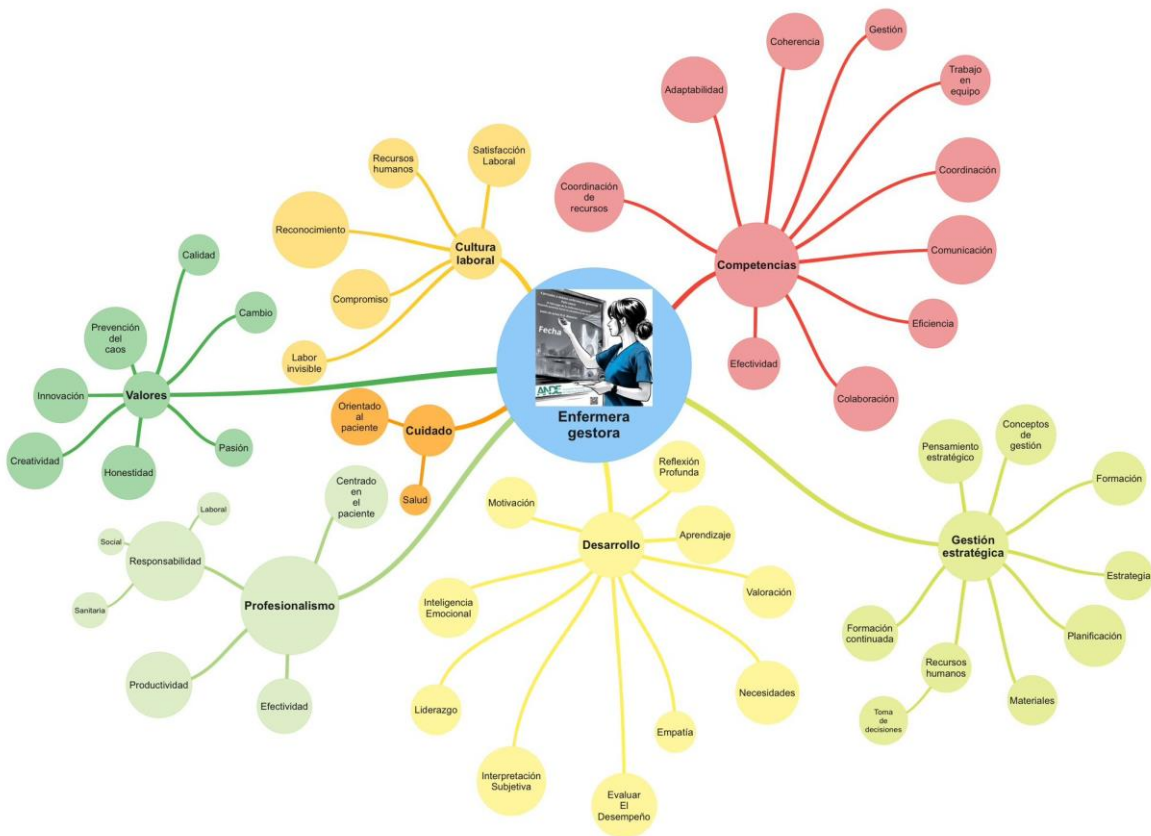 Gestión
Coherencia
Trabajo
en
equipo
Adaptabilidad
Coordinación
Coordinación
de
recursos
Comunicación
Competencias
Eficiencia
Efectividad
Colaboración
Satisfacción
Laboral
Recursos
humanos
Reconocimiento
Cultura
laboral
Compromiso
Labor
invisible
Calidad
Cambio
Prevención
del
caos
Innovación
Valores
Creatividad
Honestidad
Pasión
Fecha
ANDE
Enfermera
gestora
Orientado
al
paciente
Cuidado
Salud
Centrado
en
el
paciente
Laboral
Social
Responsabilidad
Sanitaria
Profesionalismo
Productividad
Efectividad
Reflexión
Profunda
Motivación
Desarrollo
Aprendizaje
Valoración
Inteligencia
Emocional
Necesidades
Liderazgo
Empatía
Interpretación
Subjetiva
Evaluar
El
Desempeño
Conceptos
de
gestión
Pensamiento
estratégico
Formación
Gestión
estratégica
Estrategia
Planificación
Formación
continuada
Recursos
humanos
Materiales
Toma
de
decisiones